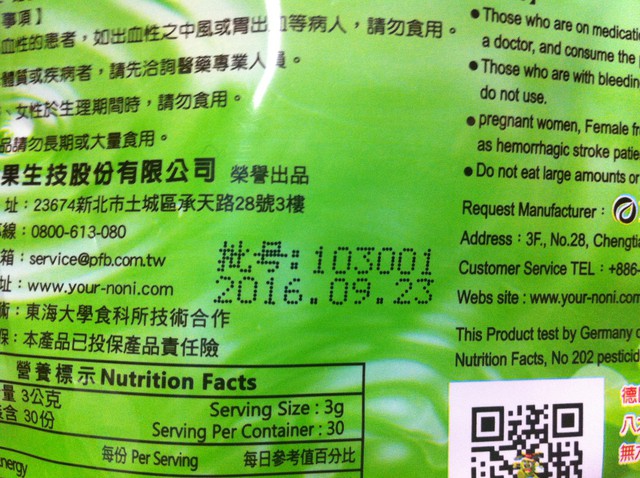 事項】
血性的患者，如出血性之中風或胃出血等病人，請勿食用。
體質或疾病者，請先洽詢醫藥專業人員。
、女性於生理期間時，請勿食用。
品請勿長期或大量食用。
果生技股份有限公司 榮譽出品
址：23674新北市土城區承天路28號3樓
線：0800-613-080
箱：service@pfb.com.tw
址：www.your-noni.com
術：東海大學食科所技術合作
保：本產品已投保產品責任險
批号:103001
2016.09.23
營養標示 Nutrition Facts
量 3公克
含 30份
Serving Size : 3g
Serving Per Container : 30
每份 Per Serving
每日參考值百分比
nergy
● Those who are on medicati
a doctor, and consume the
● Those who are with bleedin
do not use.
● pregnant women, Female fr
as hemorrhagic stroke patie
● Do not eat large amounts or
Request Manufacturer :
Address : 3F., No.28, Chengti
Customer Service TEL : +886-
Webs site : www.your-noni.com
This Product test by Germany
Nutrition Facts, No 202 pesticid
德
八
無